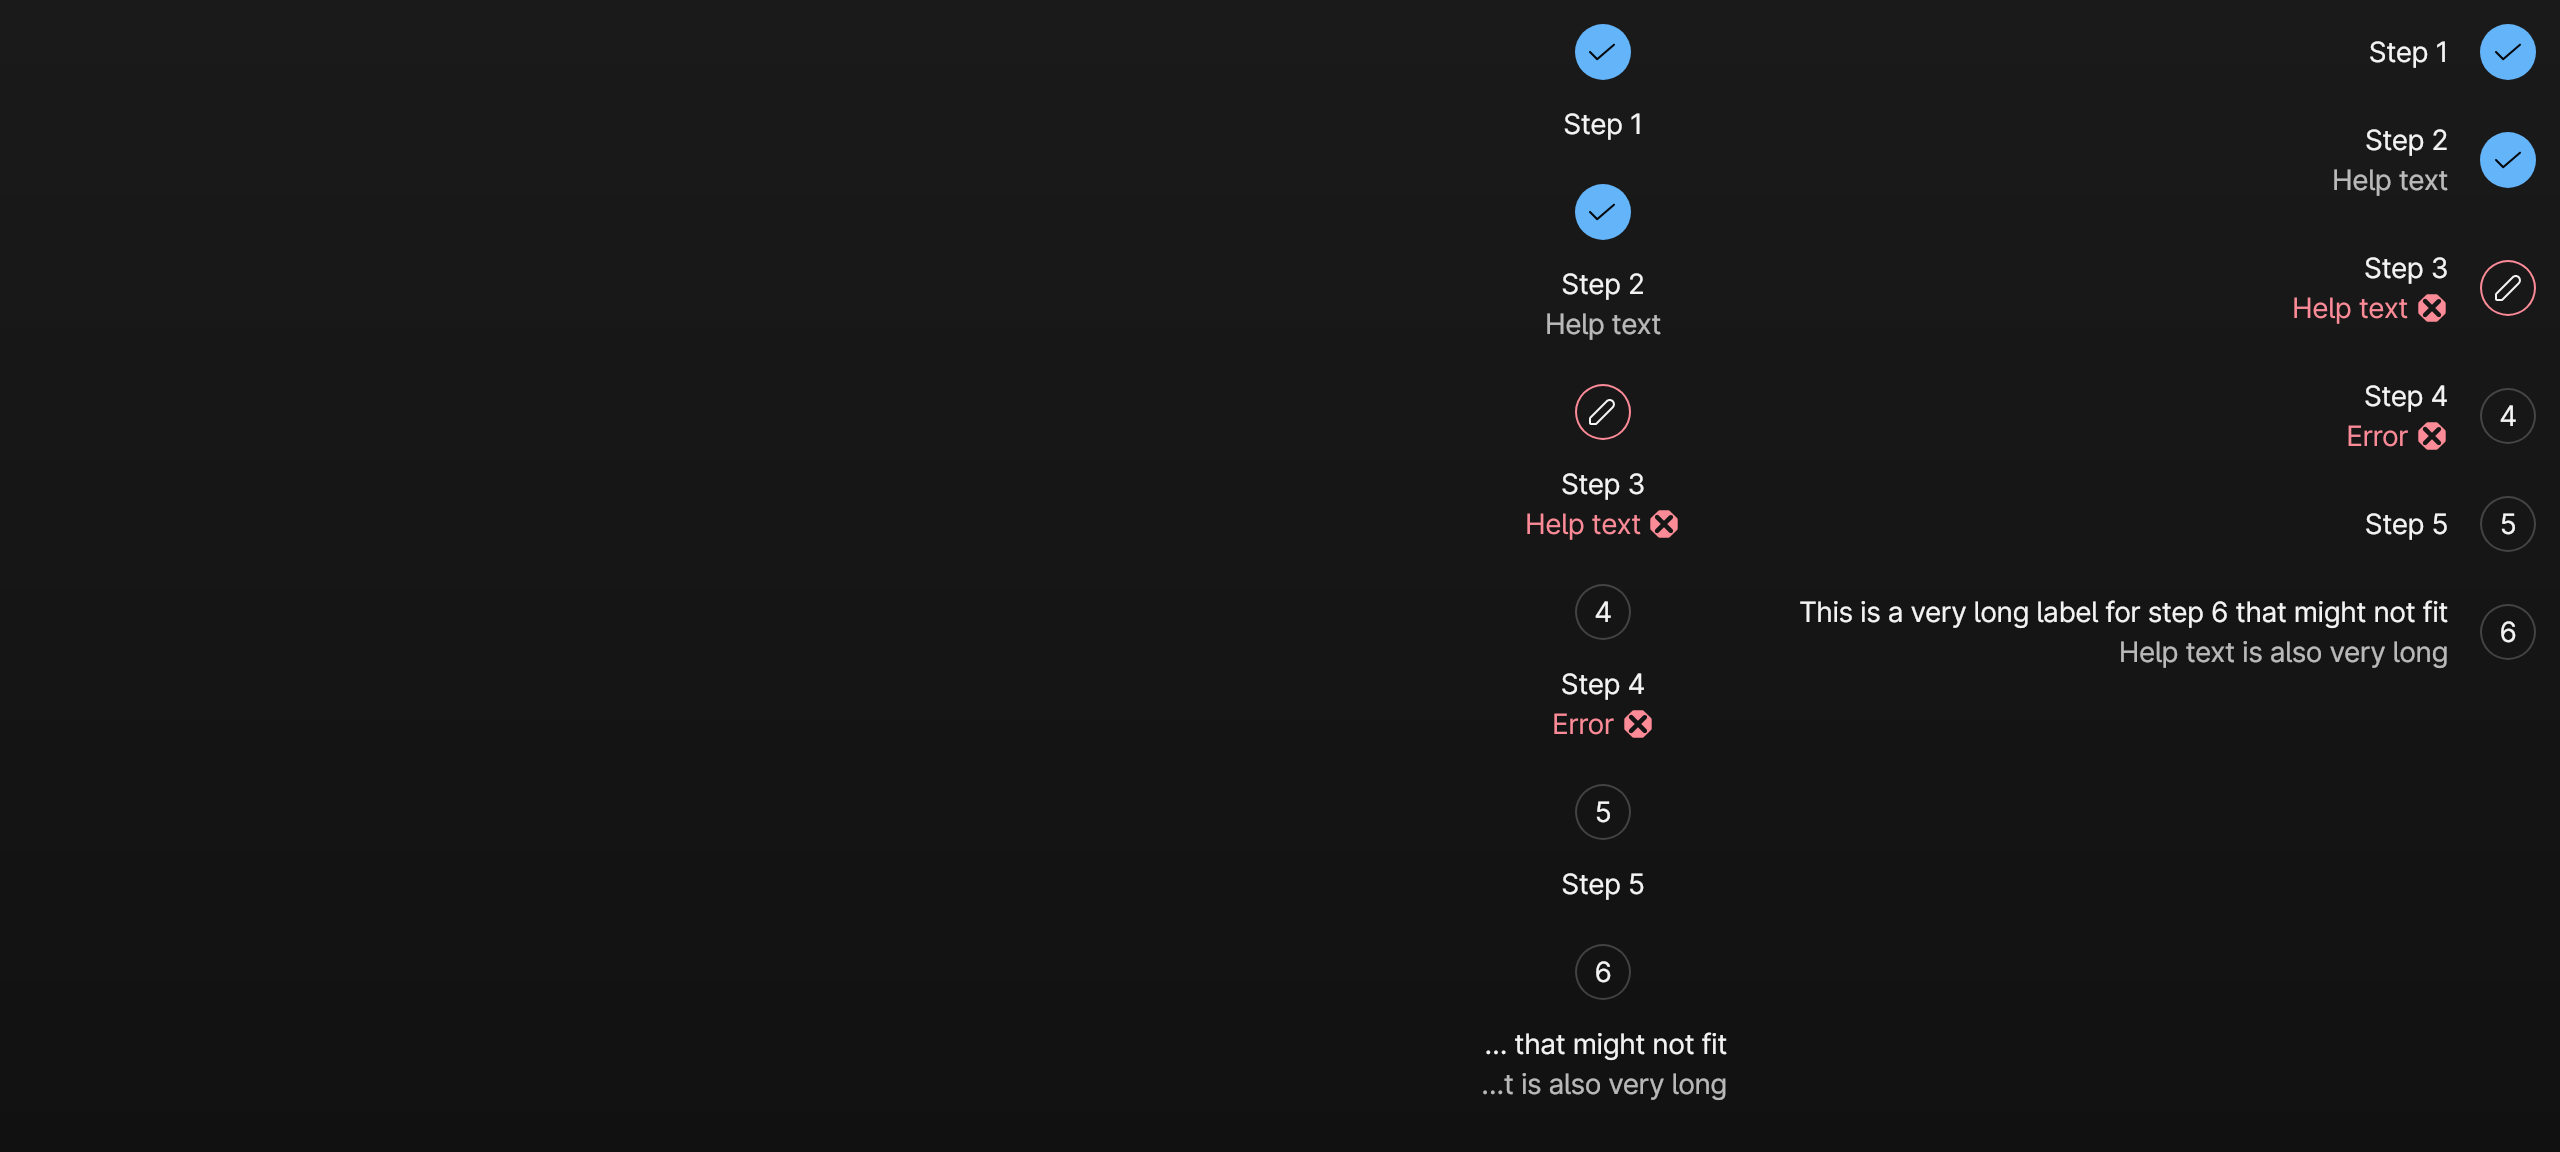 Step 1
Step 2
Help text
Step 3
Help text
4
Step 4
Error
5
Step 5
6
... that might not fit
...t is also very long
Step 1
Step 2
Help text
Step 3
Help text
Step 4
Error
4
Step 5
5
This is a very long label for step 6 that might not fit
Help text is also very long
6